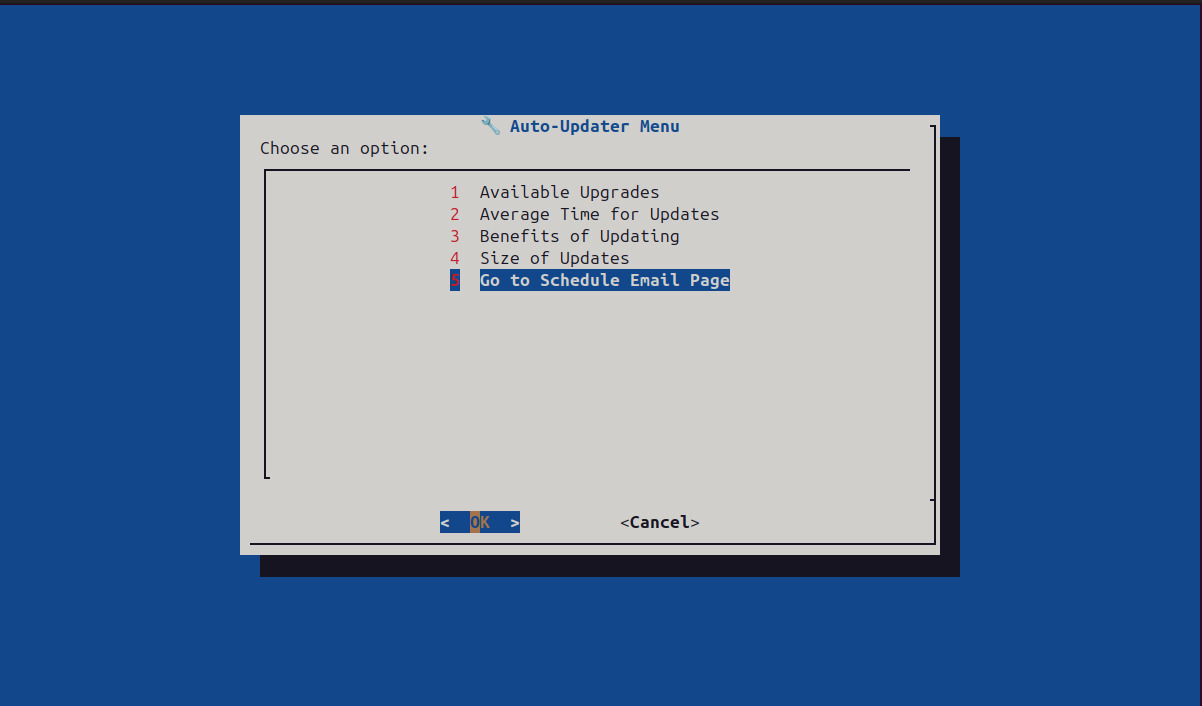 🔧 Auto-Updater Menu
Choose an option:
1 Available Upgrades
2 Average Time for Updates
3 Benefits of Updating
4 Size of Updates
5 Go to Schedule Email Page
< OK > <Cancel>